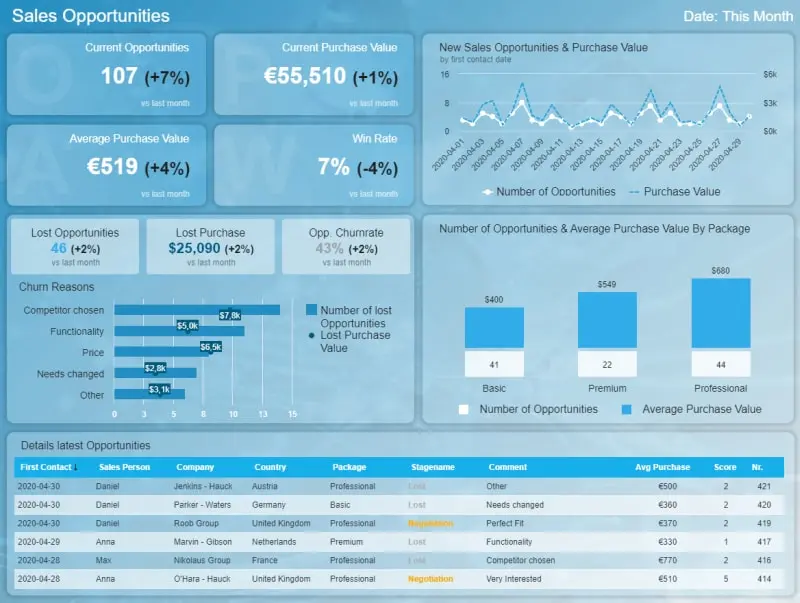 Sales Opportunities
Date: This Month
Current Opportunities
107 (+7%)
vs last month
Current Purchase Value
€55,510 (+1%)
vs last month
Average Purchase Value
€519 (+4%)
vs last month
Win Rate
7% (-4%)
vs last month
New Sales Opportunities & Purchase Value
by first contact date
16
8
0
$6k
$3k
$0k
2020-04-01
2020-04-03
2020-04-05
2020-04-07
2020-04-09
2020-04-11
2020-04-13
2020-04-15
2020-04-17
2020-04-19
2020-04-21
2020-04-23
2020-04-25
2020-04-27
2020-04-29
Number of Opportunities
Purchase Value
Lost Opportunities
46 (+2%)
vs last month
Lost Purchase
$25,090 (+2%)
vs last month
Opp. Churnrate
43% (+2%)
vs last month
Churn Reasons
Competitor chosen
$7,8k
Functionality
$5,0k
Price
$6,5k
Needs changed
$2,8k
Other
$3,1k
0 3 5 8 10 13 15
Number of lost
Opportunities
Lost Purchase
Value
Number of Opportunities & Average Purchase Value By Package
$400
$549
$680
41
22
44
Basic
Premium
Professional
Number of Opportunities
Average Purchase Value
Details latest Opportunities
First Contact Sales Person Company Country Package Stagename Comment Avg Purchase Score Nr.
2020-04-30 Daniel Jenkins - Hauck Austria Professional Lost Other €500 2 421
2020-04-30 Daniel Parker - Waters Germany Basic Lost Needs changed €360 2 420
2020-04-30 Daniel Roob Group United Kingdom Professional Negotiation Perfect Fit €370 2 419
2020-04-29 Anna Marvin - Gibson Netherlands Premium Lost Functionality €330 1 417
2020-04-28 Max Nikolaus Group France Professional Lost Competitor chosen €770 2 416
2020-04-28 Anna O'Hara - Hauck United Kingdom Professional Negotiation Very Interested €510 5 414